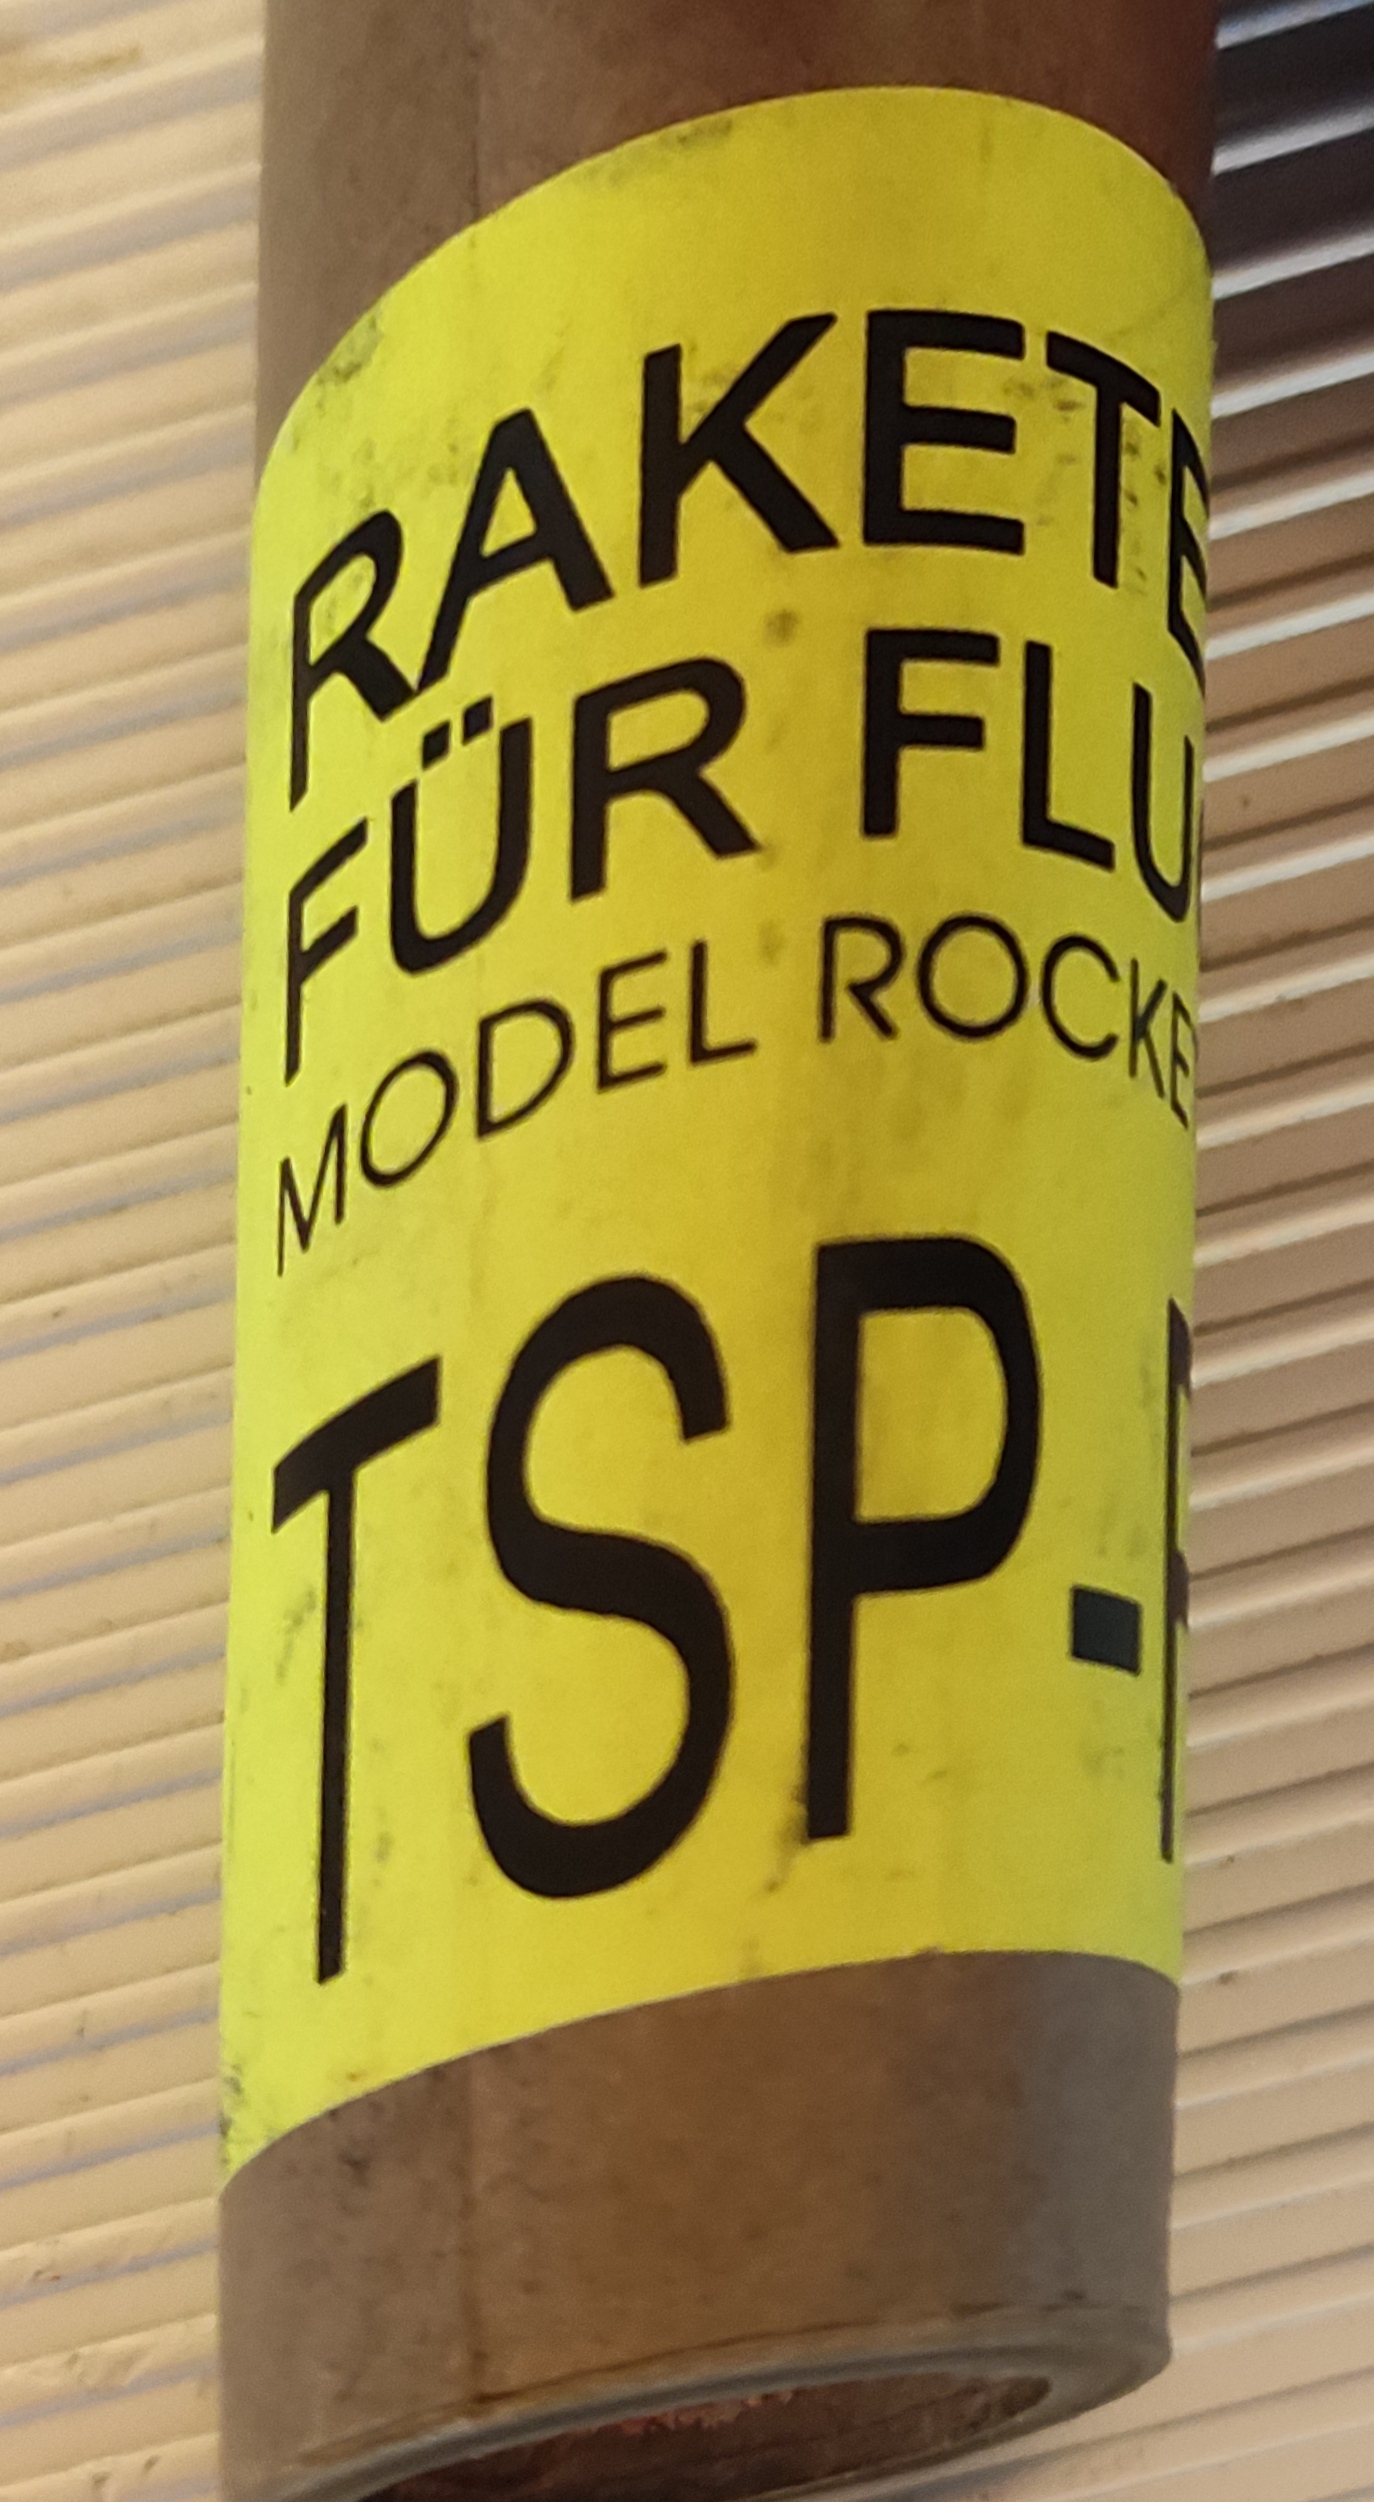 RAKETE
FÜR FLU
MODEL ROCKE
TSP-